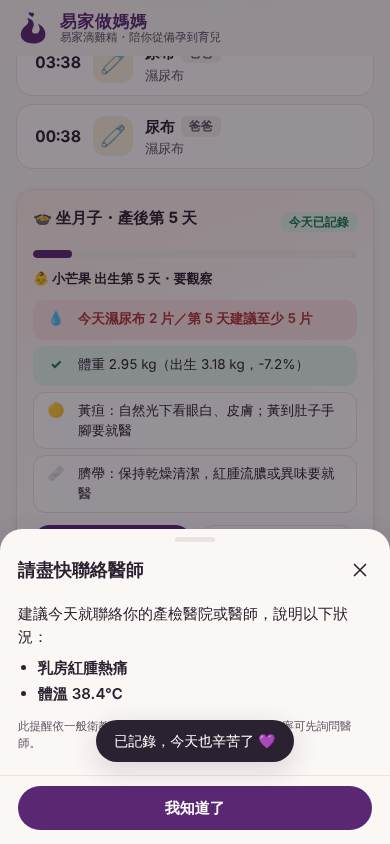 易家做媽媽
易家滴雞精・陪你從備孕到育兒
03:38
尿布 爸爸
濕尿布
00:38
尿布 爸爸
濕尿布
坐月子・產後第 5 天
今天已記錄
小芒果 出生第 5 天・要觀察
今天濕尿布 2 片／第 5 天建議至少 5 片
體重 2.95 kg（出生 3.18 kg，-7.2%）
黃疸：自然光下看眼白、皮膚；黃到肚子手
腳要就醫
臍帶：保持乾燥清潔，紅腫流膿或異味要就
醫
請盡快聯絡醫師
建議今天就聯絡你的產檢醫院或醫師，說明以下狀
況：
• 乳房紅腫熱痛
• 體溫 38.4°C
此提醒依一般衛教
可先詢問醫
師。
已記錄，今天也辛苦了 💜
我知道了